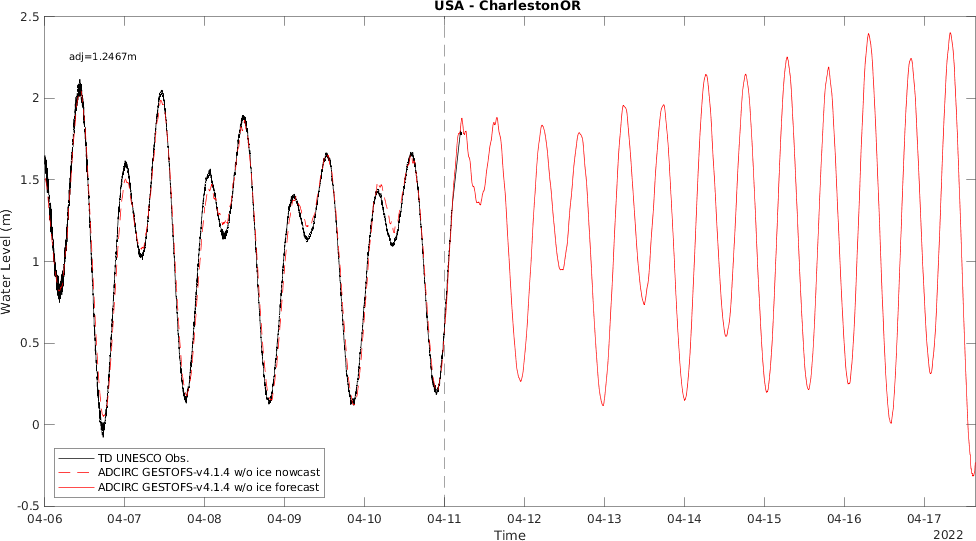 USA - CharlestonOR
2.5
adj=1.2467m
2
1.5
1
0.5
0
-0.5
Water Level (m)
TD UNESCO Obs.
ADCIRC GESTOFS-v4.1.4 w/o ice nowcast
ADCIRC GESTOFS-v4.1.4 w/o ice forecast
04-06 04-07 04-08 04-09 04-10 04-11 04-12 04-13 04-14 04-15 04-16 04-17
Time
2022